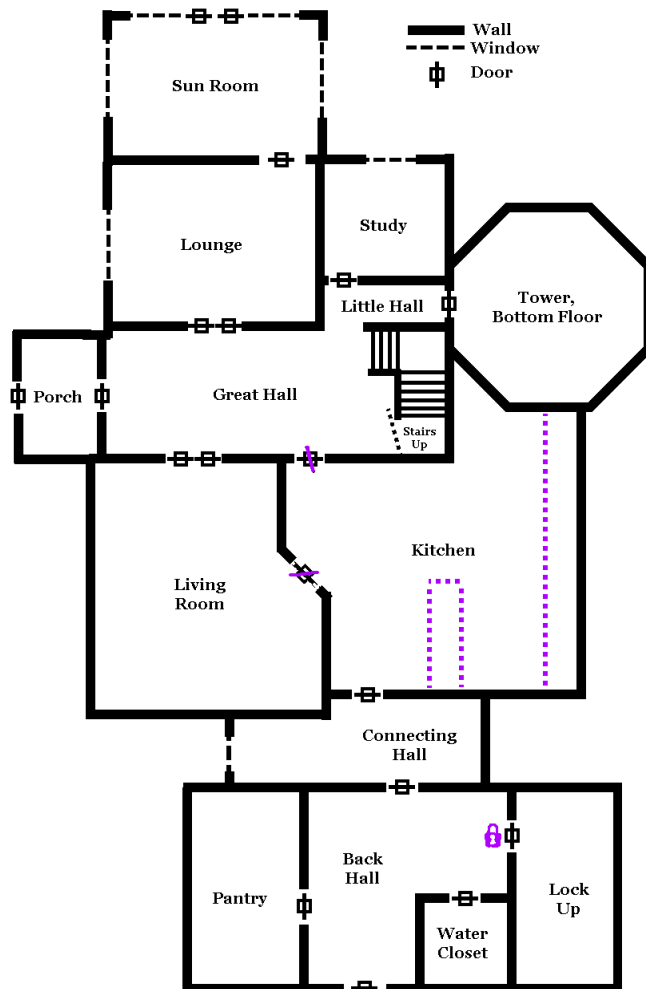 Wall
Window
Door
Sun Room
Lounge
Study
Little Hall
Tower,
Bottom Floor
Porch
Great Hall
Stairs
Up
Kitchen
Living
Room
Connecting
Hall
Back
Hall
Pantry
Lock
Up
Water
Closet